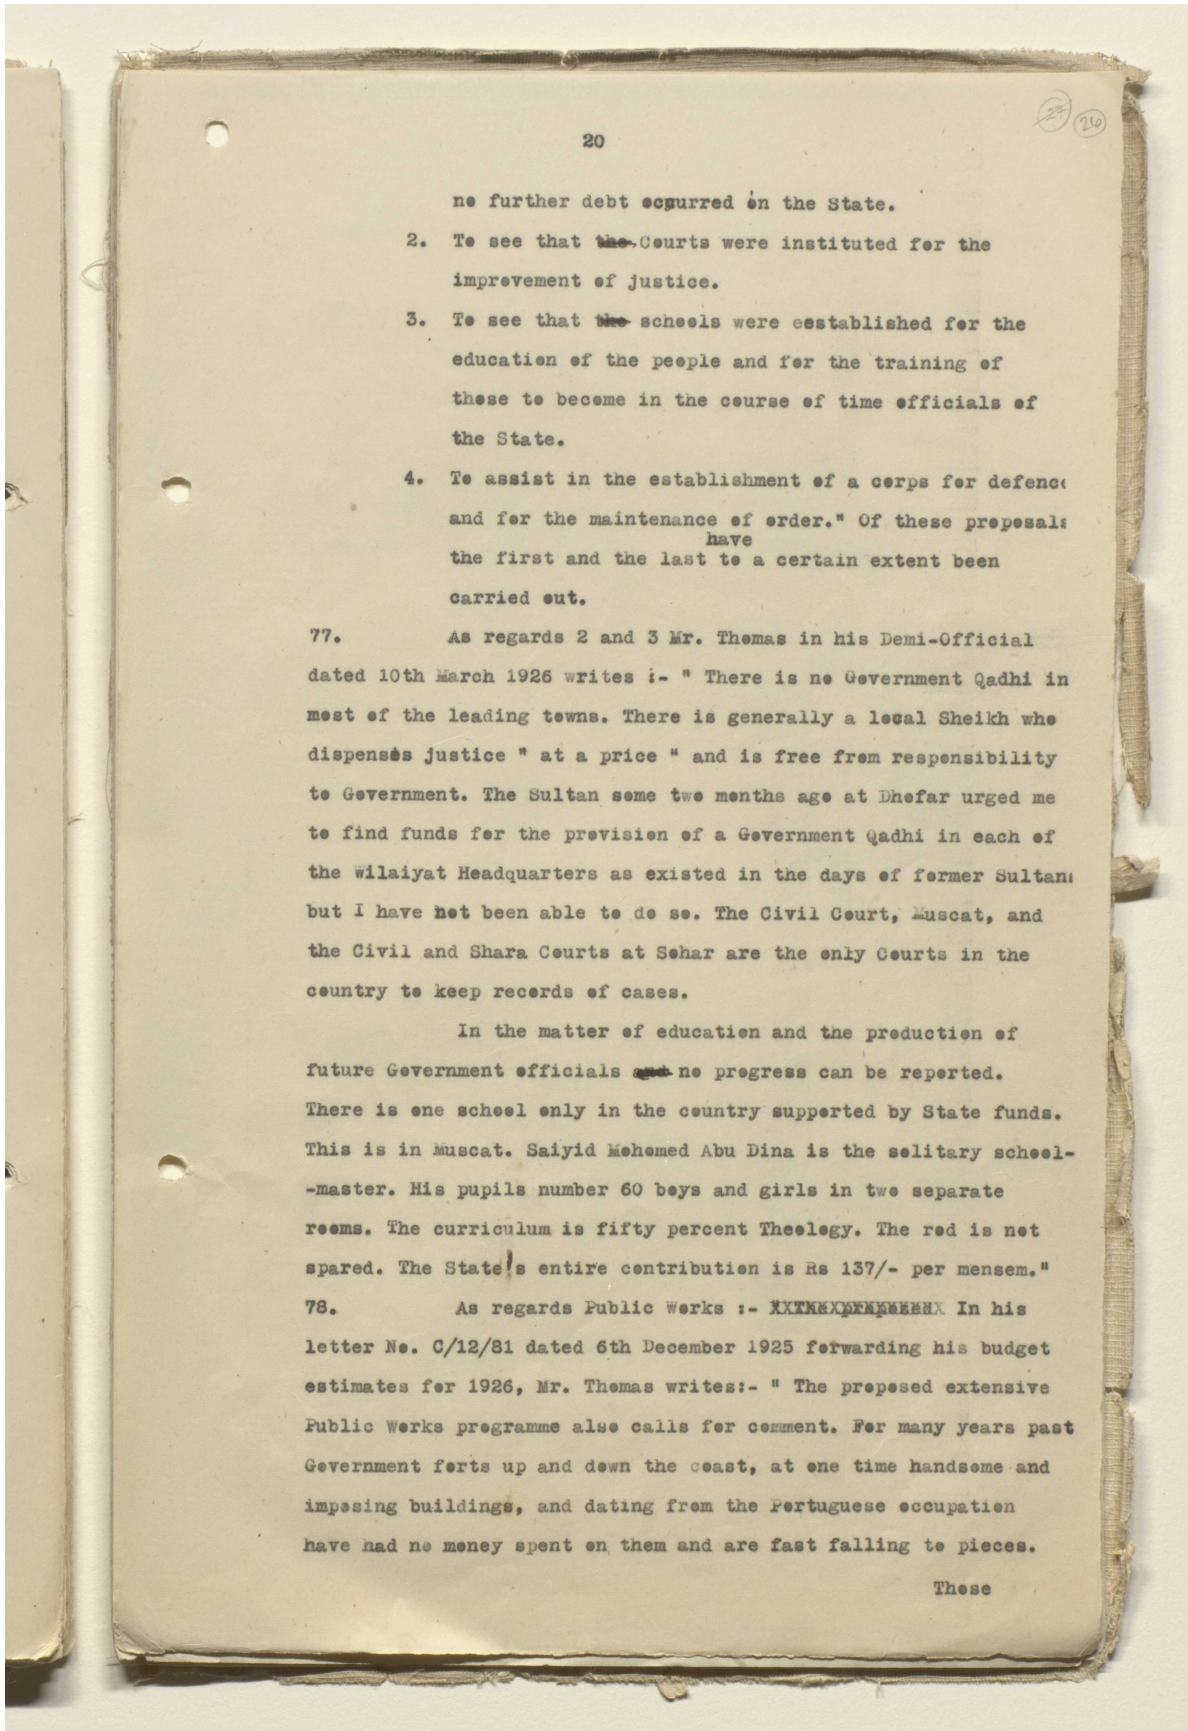 27 26
20
no further debt occurred in the State.
2. To see that the Courts were instituted for the
improvement of justice.
3. To see that the schools were eestablished for the
education of the people and for the training of
those to become in the course of time officials of
the State.
4. To assist in the establishment of a corps for defence
and for the maintenance of order." Of these proposals
have
the first and the last to a certain extent been
carried out.
77. As regards 2 and 3 Mr. Thomas in his Demi-Official
dated 10th March 1926 writes :- " There is no Government Qadhi in
most of the leading towns. There is generally a local Sheikh who
dispenses justice " at a price " and is free from responsibility
to Government. The Sultan some two months ago at Dhofar urged me
to find funds for the provision of a Government Qadhi in each of
the Wilaiyat Headquarters as existed in the days of former Sultans
but I have not been able to do so. The Civil Court, Muscat, and
the Civil and Shara Courts at Sohar are the only Courts in the
country to keep records of cases.
In the matter of education and the production of
future Government officials and no progress can be reported.
There is one school only in the country supported by State funds.
This is in Muscat. Saiyid Mohomed Abu Dina is the solitary school-
-master. His pupils number 60 boys and girls in two separate
rooms. The curriculum is fifty percent Theology. The rod is not
spared. The State's entire contribution is Rs 137/- per mensem."
78. As regards Public Works :- The proposed In his
letter No. C/12/81 dated 6th December 1925 forwarding his budget
estimates for 1926, Mr. Thomas writes:- " The proposed extensive
Public Works programme also calls for comment. For many years past
Government forts up and down the coast, at one time handsome and
imposing buildings, and dating from the Portuguese occupation
have had no money spent on them and are fast falling to pieces.
These